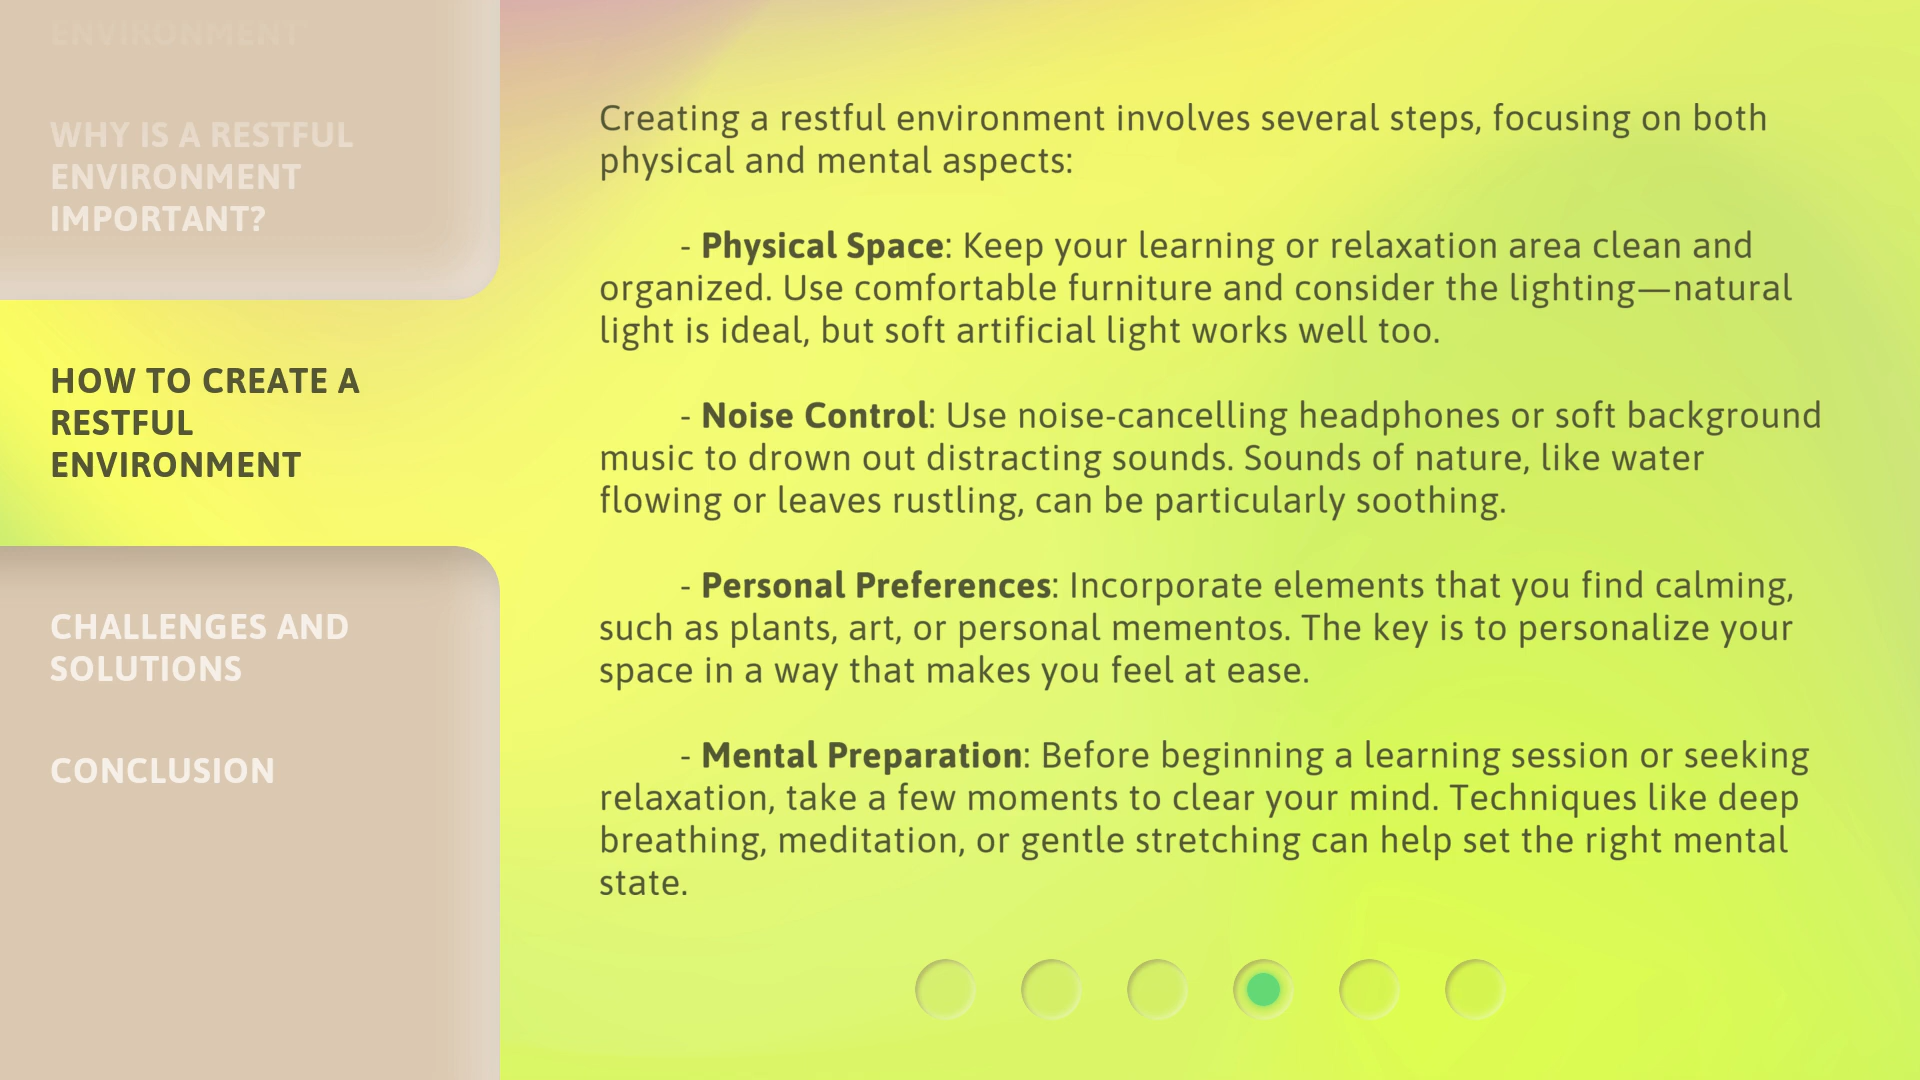 ENVIRONMENT"
WHY IS A RESTFUL
ENVIRONMENT
IMPORTANT?
HOW TO CREATE A
RESTFUL
ENVIRONMENT
CHALLENGES AND
SOLUTIONS
CONCLUSION
Creating a restful environment involves several steps, focusing on both
physical and mental aspects:
- Physical Space: Keep your learning or relaxation area clean and
organized. Use comfortable furniture and consider the lighting—natural
light is ideal, but soft artificial light works well too.
- Noise Control: Use noise-cancelling headphones or soft background
music to drown out distracting sounds. Sounds of nature, like water
flowing or leaves rustling, can be particularly soothing.
- Personal Preferences: Incorporate elements that you find calming,
such as plants, art, or personal mementos. The key is to personalize your
space in a way that makes you feel at ease.
- Mental Preparation: Before beginning a learning session or seeking
relaxation, take a few moments to clear your mind. Techniques like deep
breathing, meditation, or gentle stretching can help set the right mental
state.